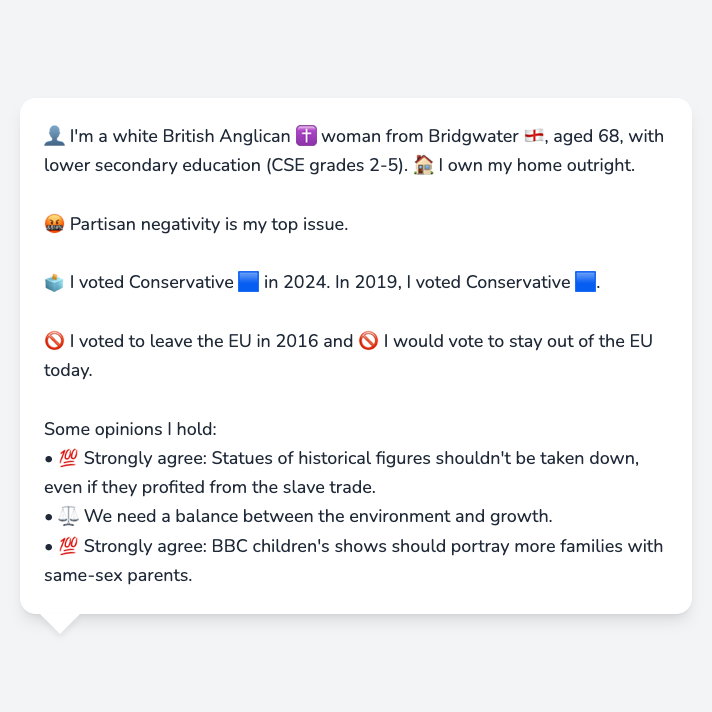 👤 I'm a white British Anglican ✝️ woman from Bridgwater 🏴󠁧󠁢󠁥󠁮󠁧󠁿, aged 68, with
lower secondary education (CSE grades 2-5). 🏠 I own my home outright.
🤬 Partisan negativity is my top issue.
🗳️ I voted Conservative 🟦 in 2024. In 2019, I voted Conservative 🟦.
🚫 I voted to leave the EU in 2016 and 🚫 I would vote to stay out of the EU
today.
Some opinions I hold:
• 💯 Strongly agree: Statues of historical figures shouldn't be taken down,
even if they profited from the slave trade.
• ⚖️ We need a balance between the environment and growth.
• 💯 Strongly agree: BBC children's shows should portray more families with
same-sex parents.